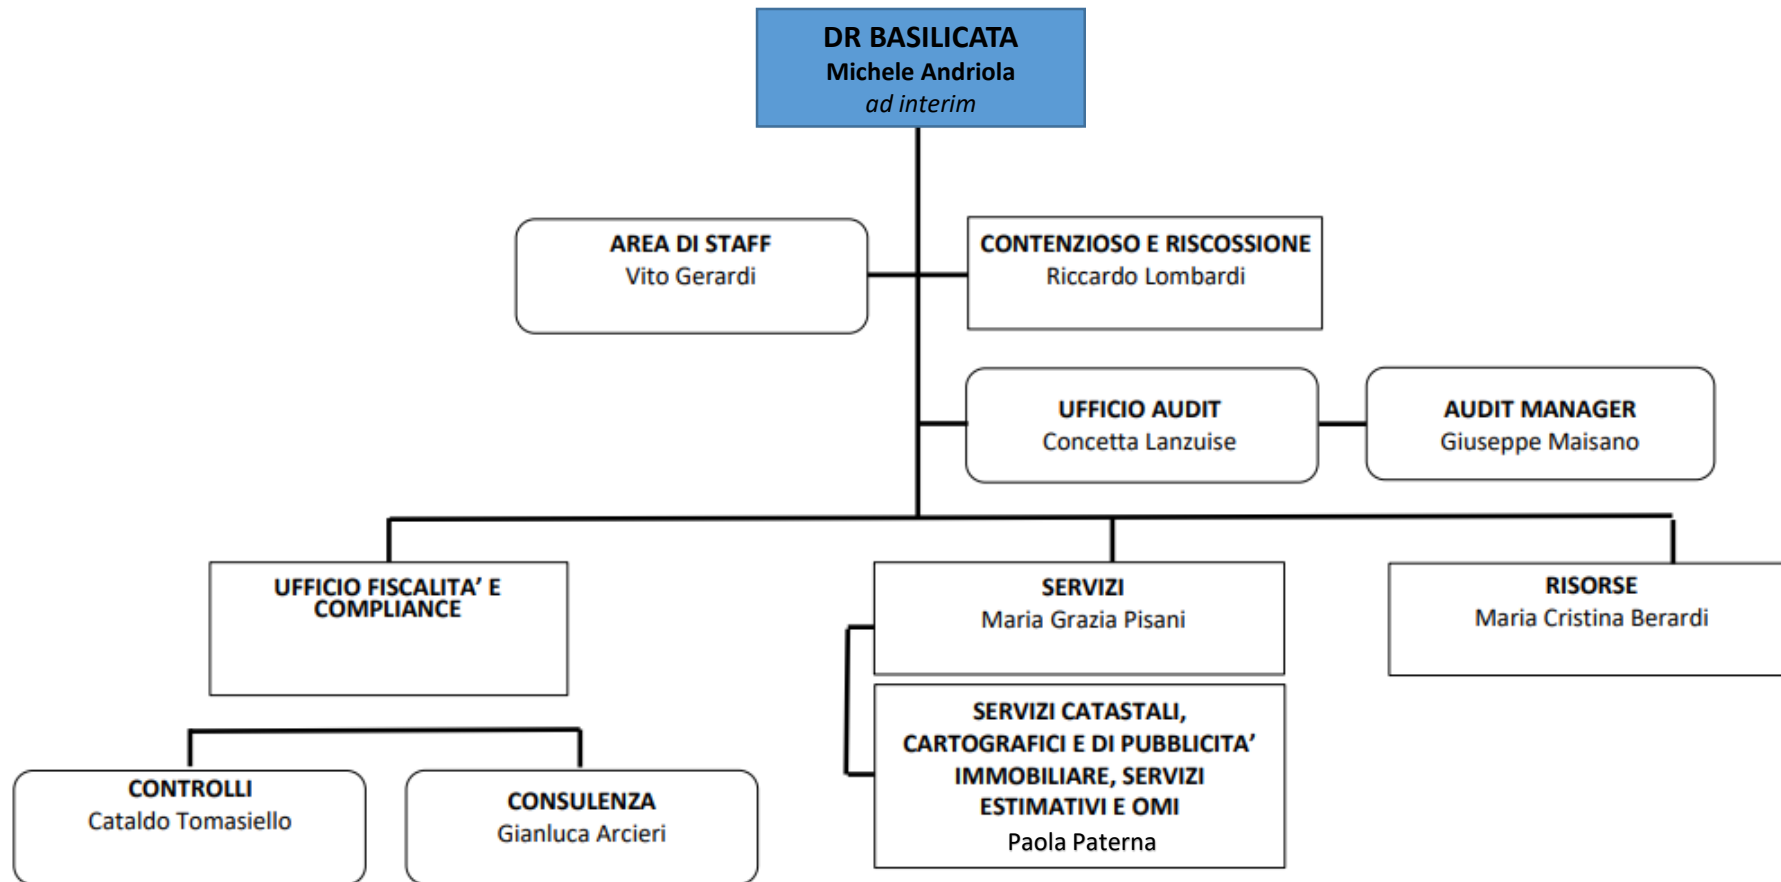 DR BASILICATA
Michele Andriola
ad interim
AREA DI STAFF
Vito Gerardi
CONTENZIOSO E RISCOSSIONE
Riccardo Lombardi
UFFICIO AUDIT
Concetta Lanzuise
AUDIT MANAGER
Giuseppe Maisano
UFFICIO FISCALITA’ E
COMPLIANCE
SERVIZI
Maria Grazia Pisani
RISORSE
Maria Cristina Berardi
SERVIZI CATASTALI,
CARTOGRAFICI E DI PUBBLICITA’
IMMOBILIARE, SERVIZI
ESTIMATIVI E OMI
Paola Paterna
CONTROLLI
Cataldo Tomasiello
CONSULENZA
Gianluca Arcieri